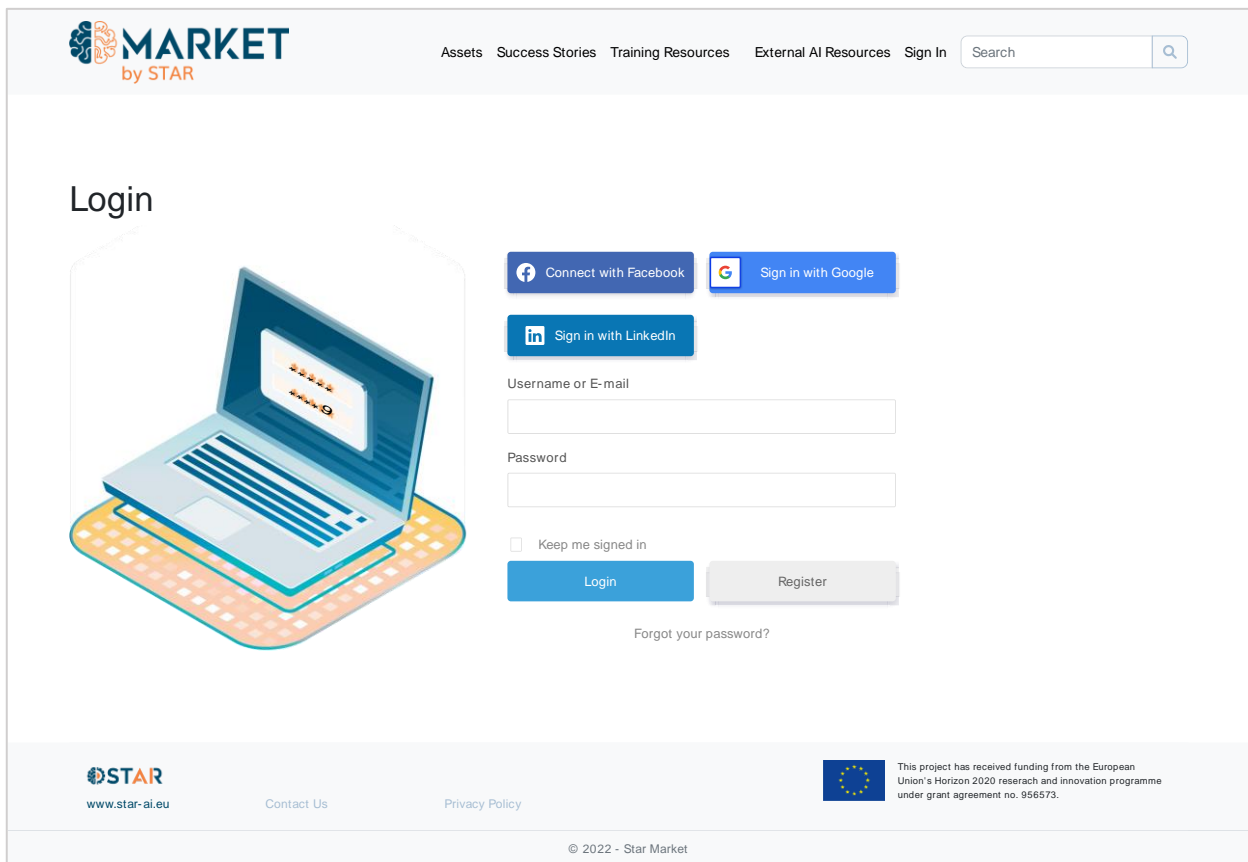 MARKET
by STAR
Assets Success Stories Training Resources External AI Resources Sign In Search
Login
Connect with Facebook
Sign in with Google
Sign in with LinkedIn
Username or E-mail
*****
****9
Password
Keep me signed in
Login
Register
Forgot your password?
STAR
www.star-ai.eu
Contact Us
Privacy Policy
This project has received funding from the European
Union's Horizon 2020 reserach and innovation programme
under grant agreement no. 956573.
© 2022 - Star Market